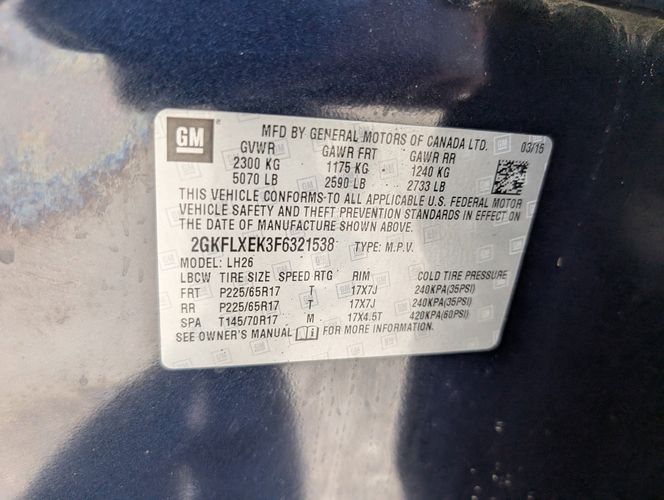 GM MFD BY GENERAL MOTORS OF CANADA LTD. 03/15
GVWR GAWR FRT GAWR RR
2300 KG 1175 KG 1240 KG
5070 LB 2590 LB 2733 LB
THIS VEHICLE CONFORMS TO ALL APPLICABLE U.S. FEDERAL MOTOR
VEHICLE SAFETY AND THEFT PREVENTION STANDARDS IN EFFECT ON
THE DATE OF MANUFACTURE SHOWN ABOVE.
2GKFLXEK3F6321538 TYPE: M.P.V.
MODEL: LH26
LBCW TIRE SIZE SPEED RTG RIM COLD TIRE PRESSURE
FRT P225/65R17 T 17X7J 240KPA(35PSI)
RR P225/65R17 T 17X7J 240KPA(35PSI)
SPA T145/70R17 M 17X4.5T 420KPA(60PSI)
SEE OWNER'S MANUAL FOR MORE INFORMATION.